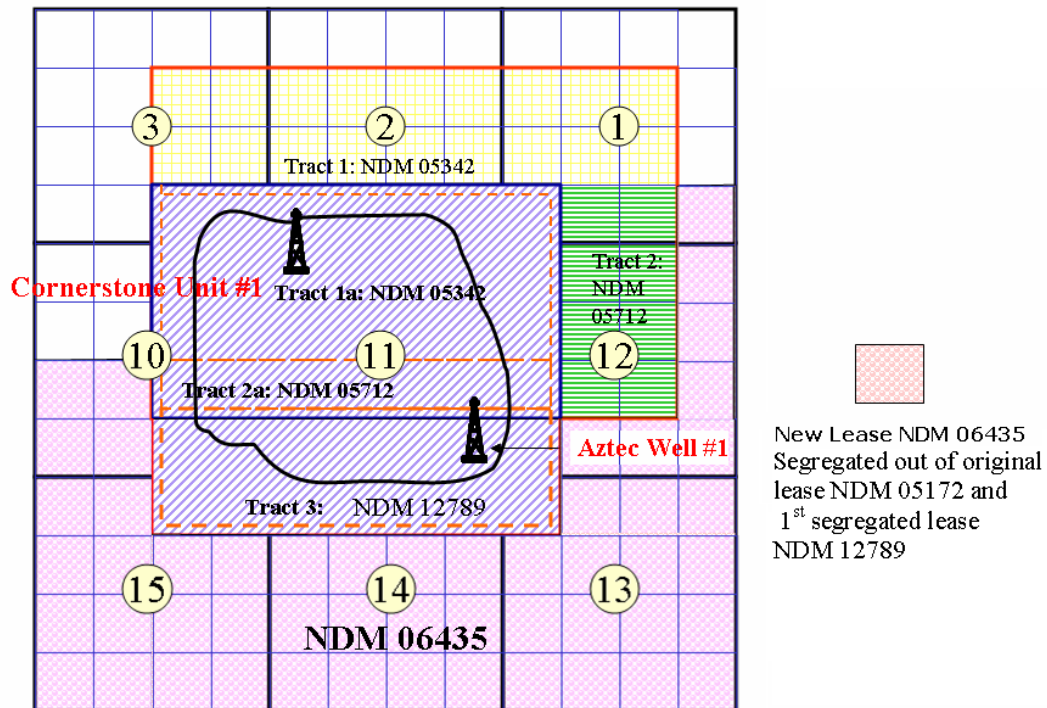 3
2
1
Tract 1: NDM 05342
Tract 2:
NDM
05712
Cornerstone Unit #1
Tract 1a: NDM 05342
10
11
12
Tract 2a: NDM 05712
Aztec Well #1
Tract 3: NDM 12789
15
14
13
NDM 06435
New Lease NDM 06435
Segregated out of original
lease NDM 05172 and
1st segregated lease
NDM 12789